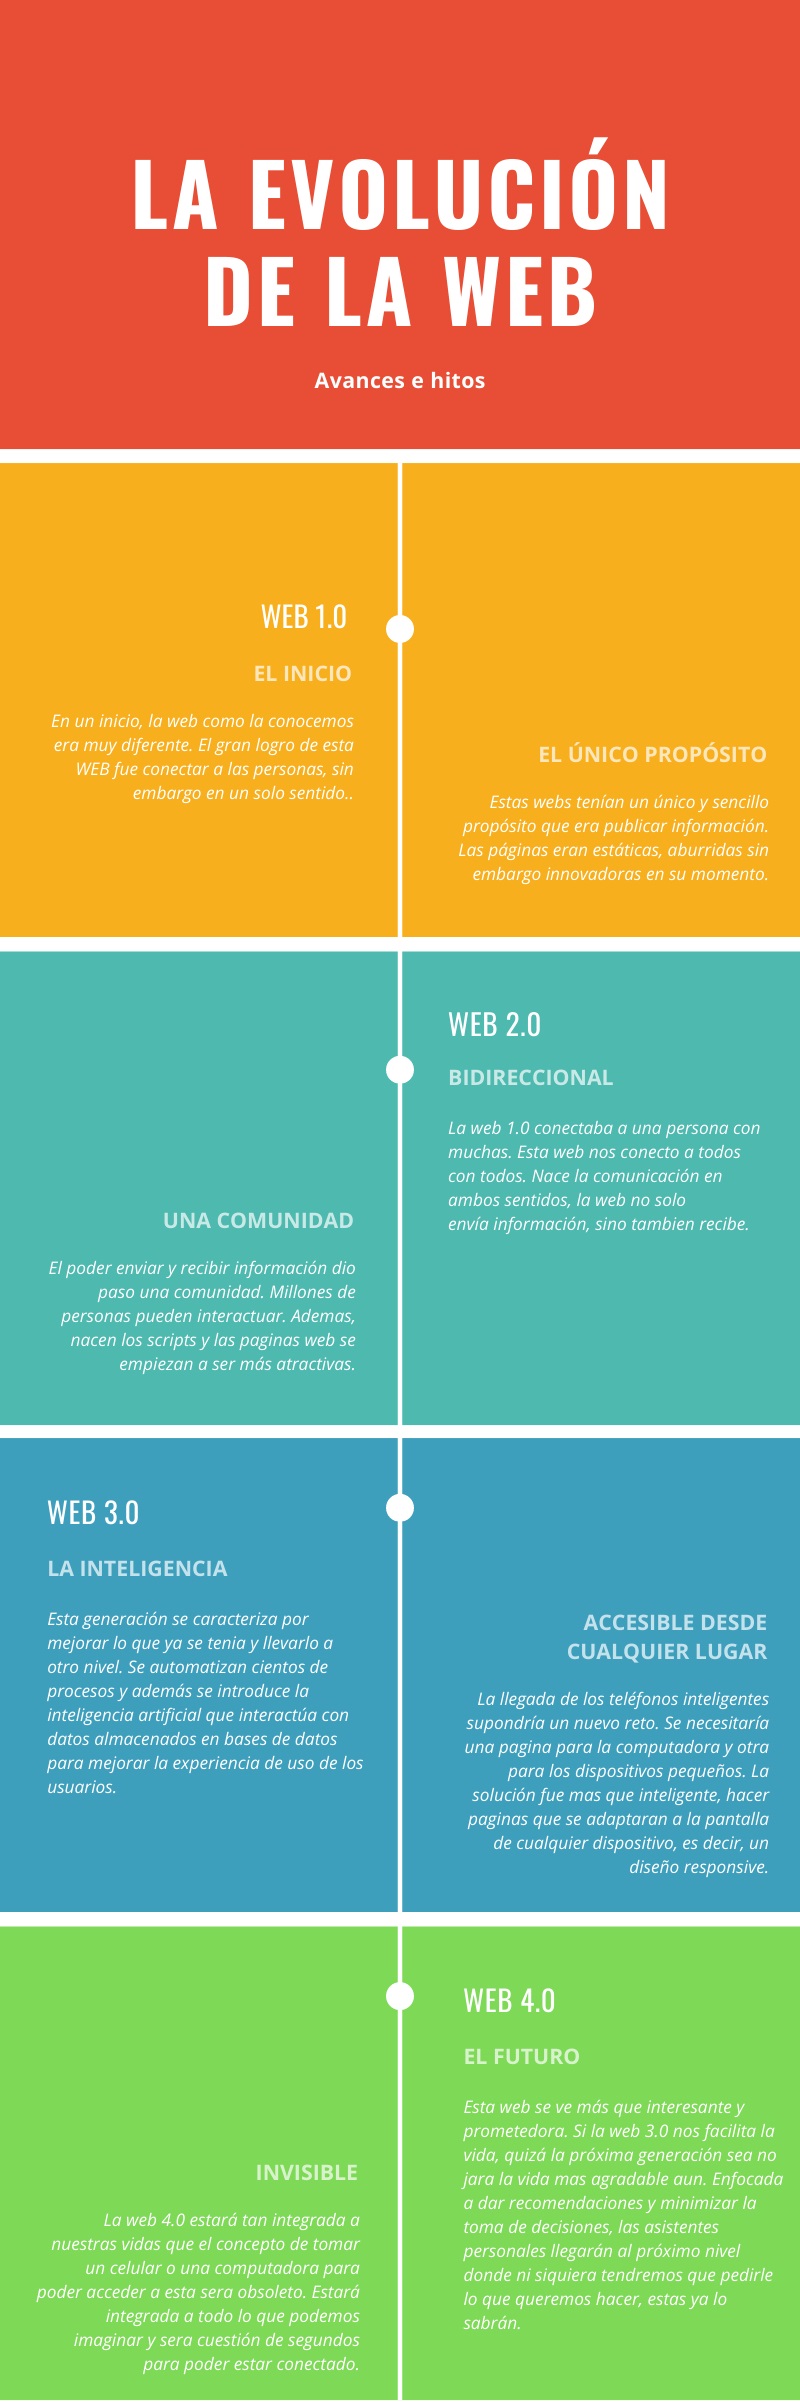 LA EVOLUCIÓN
DE LA WEB
Avances e hitos
WEB 1.0
EL INICIO
En un inicio, la web como la conocemos
era muy diferente. El gran logro de esta
WEB fue conectar a las personas, sin
embargo en un solo sentido..
EL ÚNICO PROPÓSITO
Estas webs tenían un único y sencillo
propósito que era publicar información.
Las páginas eran estáticas, aburridas sin
embargo innovadoras en su momento.
WEB 2.0
BIDIRECCIONAL
La web 1.0 conectaba a una persona con
muchas. Esta web nos conecto a todos
con todos. Nace la comunicación en
ambos sentidos, la web no solo
envía información, sino tambien recibe.
UNA COMUNIDAD
El poder enviar y recibir información dio
paso una comunidad. Millones de
personas pueden interactuar. Ademas,
nacen los scripts y las paginas web se
empiezan a ser más atractivas.
WEB 3.0
LA INTELIGENCIA
Esta generación se caracteriza por
mejorar lo que ya se tenia y llevarlo a
otro nivel. Se automatizan cientos de
procesos y además se introduce la
inteligencia artificial que interactúa con
datos almacenados en bases de datos
para mejorar la experiencia de uso de los
usuarios.
ACCESIBLE DESDE
CUALQUIER LUGAR
La llegada de los teléfonos inteligentes
supondría un nuevo reto. Se necesitaría
una pagina para la computadora y otra
para los dispositivos pequeños. La
solución fue mas que inteligente, hacer
paginas que se adaptaran a la pantalla
de cualquier dispositivo, es decir, un
diseño responsive.
WEB 4.0
EL FUTURO
Esta web se ve más que interesante y
prometedora. Si la web 3.0 nos facilita la
vida, quizá la próxima generación sea no
jara la vida mas agradable aun. Enfocada
a dar recomendaciones y minimizar la
toma de decisiones, las asistentes
personales llegarán al próximo nivel
donde ni siquiera tendremos que pedirle
lo que queremos hacer, estas ya lo
sabrán.
INVISIBLE
La web 4.0 estará tan integrada a
nuestras vidas que el concepto de tomar
un celular o una computadora para
poder acceder a esta sera obsoleto. Estará
integrada a todo lo que podemos
imaginar y sera cuestión de segundos
para poder estar conectado.